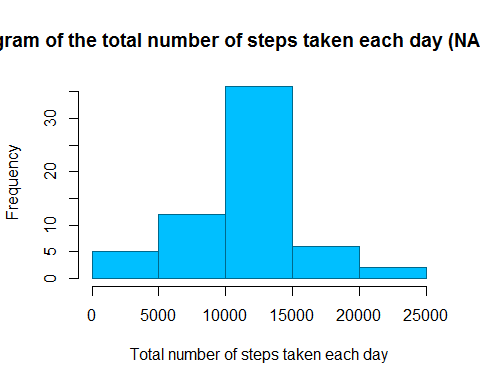 gram of the total number of steps taken each day (NA
Frequency
30
20
10
5
0
0 5000 10000 15000 20000 25000
Total number of steps taken each day